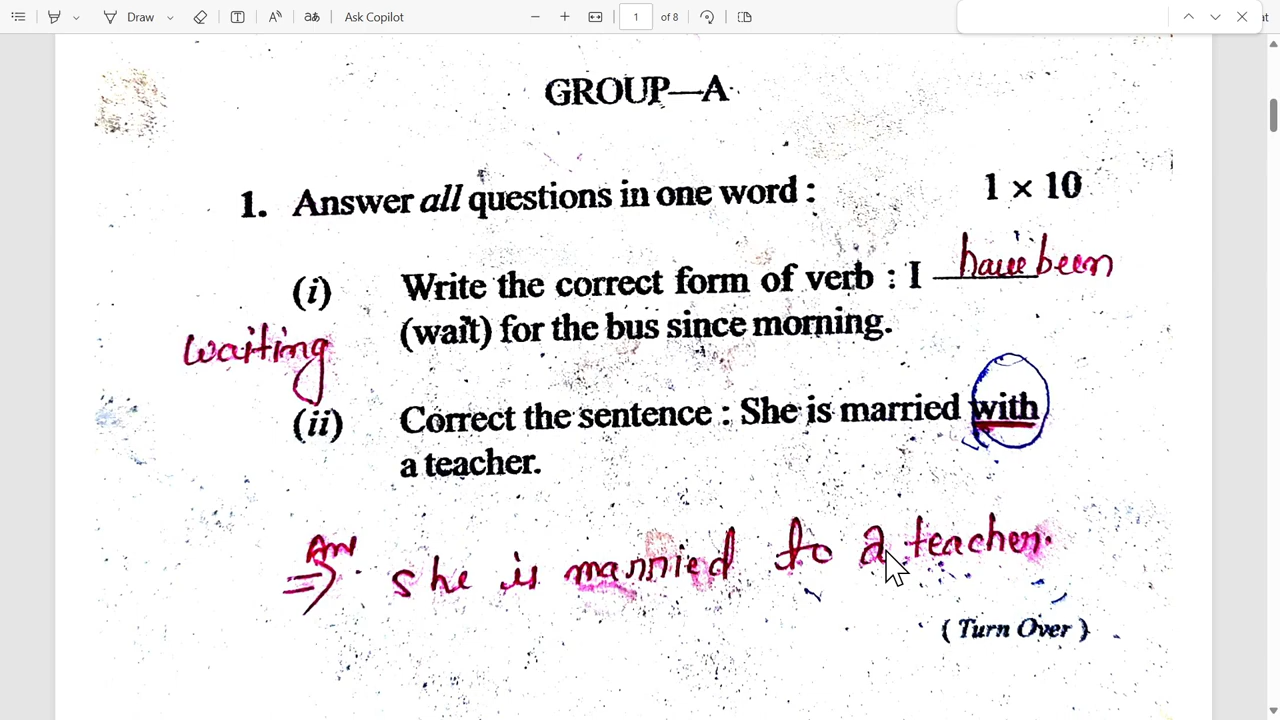 Draw
Ask Copilot
1 of 8
GROUP—A
1. Answer all questions in one word : 1 × 10
(i) Write the correct form of verb : I have been
(wait) for the bus since morning.
waiting
(ii) Correct the sentence : She is married with
a teacher.
Ans
⇒ she is married to a teacher.
( Turn Over )